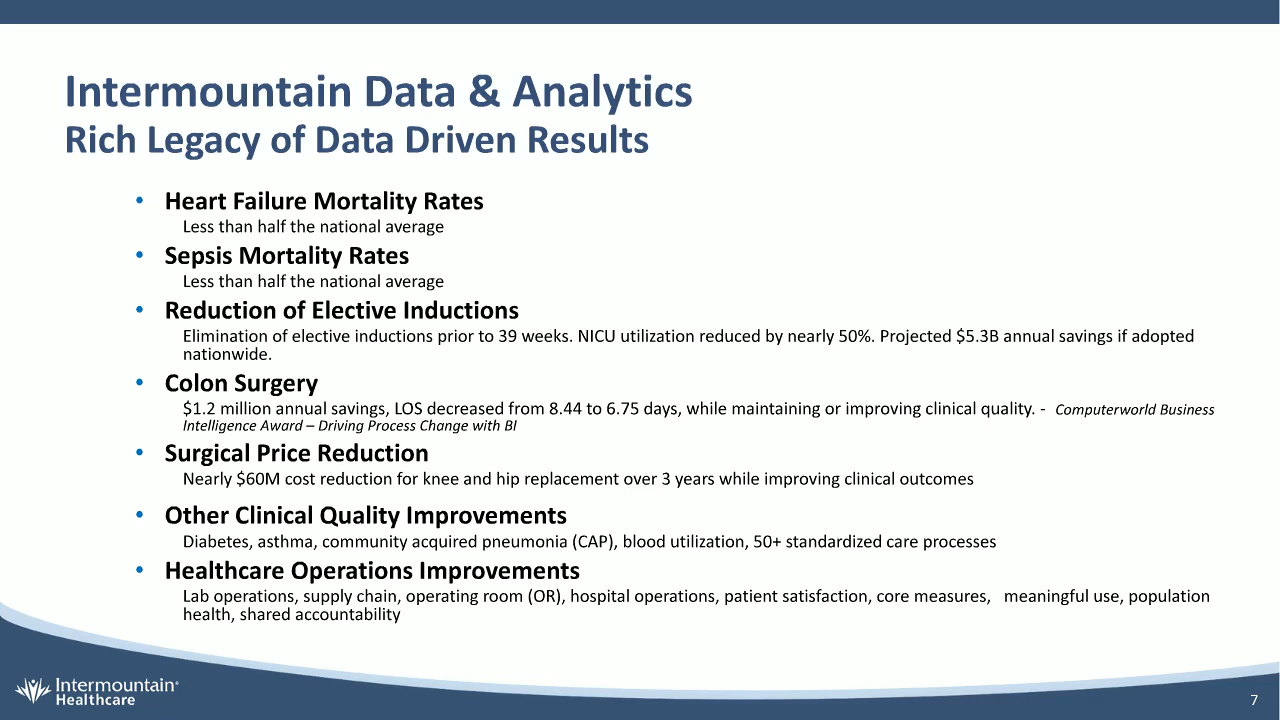 Intermountain Data & Analytics
Rich Legacy of Data Driven Results
• Heart Failure Mortality Rates
Less than half the national average
• Sepsis Mortality Rates
Less than half the national average
• Reduction of Elective Inductions
Elimination of elective inductions prior to 39 weeks. NICU utilization reduced by nearly 50%. Projected $5.3B annual savings if adopted
nationwide.
• Colon Surgery
$1.2 million annual savings, LOS decreased from 8.44 to 6.75 days, while maintaining or improving clinical quality. - Computerworld Business
Intelligence Award – Driving Process Change with BI
• Surgical Price Reduction
Nearly $60M cost reduction for knee and hip replacement over 3 years while improving clinical outcomes
• Other Clinical Quality Improvements
Diabetes, asthma, community acquired pneumonia (CAP), blood utilization, 50+ standardized care processes
• Healthcare Operations Improvements
Lab operations, supply chain, operating room (OR), hospital operations, patient satisfaction, core measures, meaningful use, population
health, shared accountability
Intermountain®
Healthcare
7